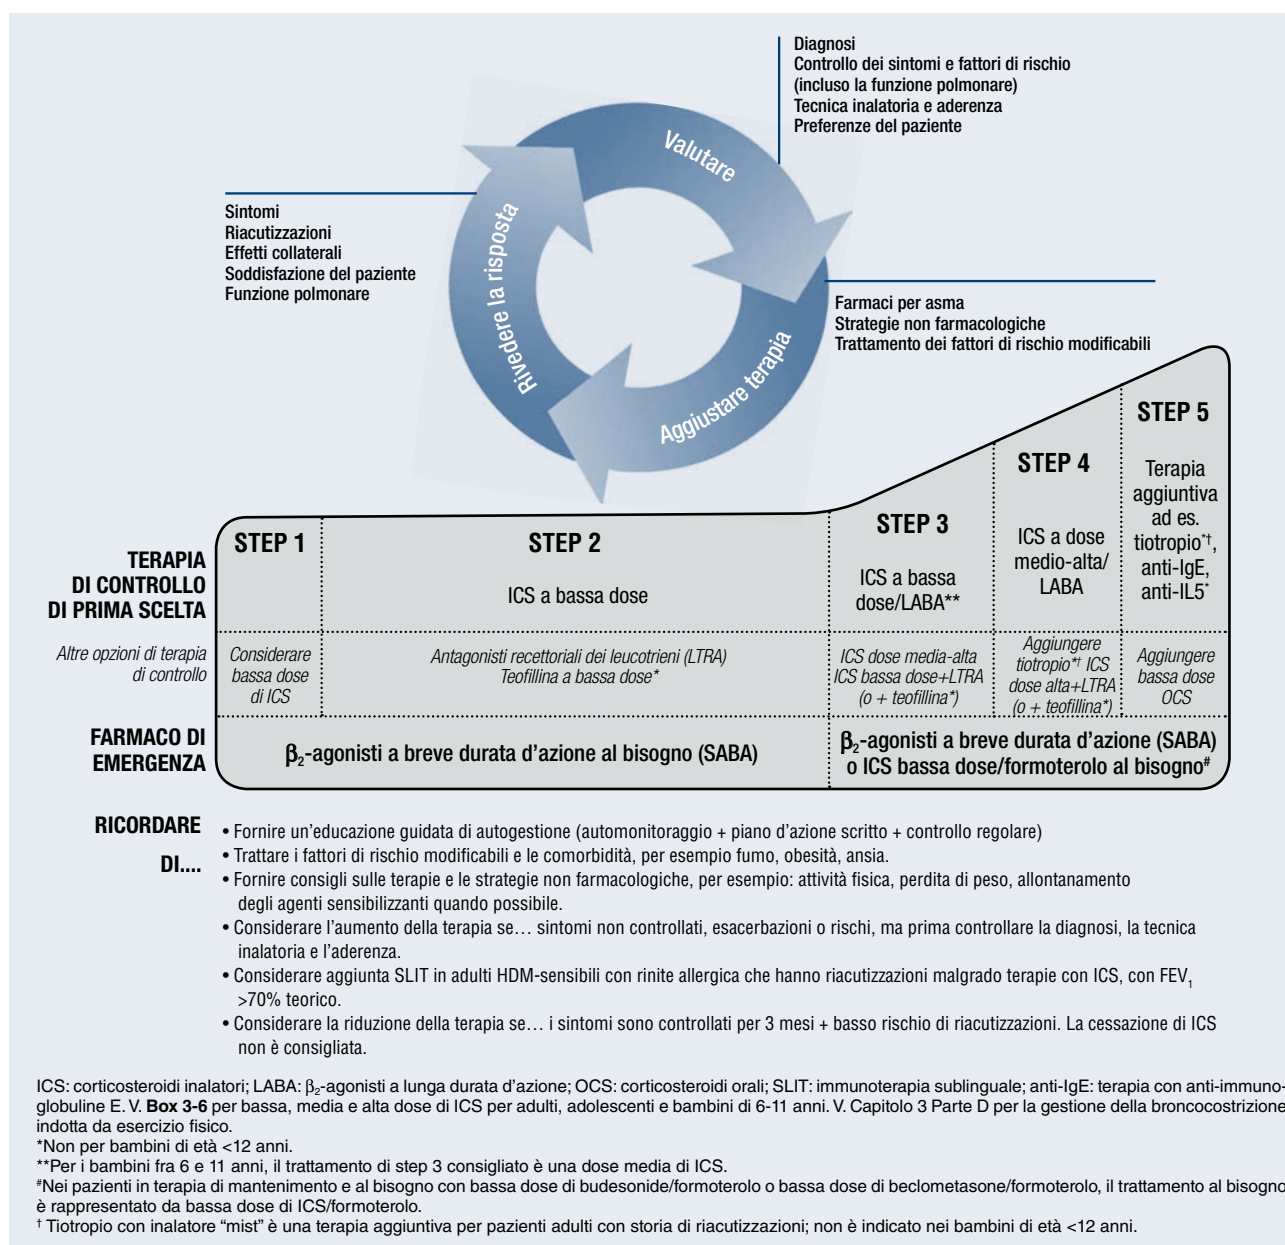 Diagnosi
Controllo dei sintomi e fattori di rischio
(incluso la funzione polmonare)
Tecnica inalatoria e aderenza
Preferenze del paziente
Valutare
Sintomi
Riacutizzazioni
Effetti collaterali
Soddisfazione del paziente
Funzione polmonare
Rivedere la risposta
Farmaci per asma
Strategie non farmacologiche
Trattamento dei fattori di rischio modificabili
Aggiustare terapia
TERAPIA
DI CONTROLLO
DI PRIMA SCELTA
STEP 1
STEP 2
ICS a bassa dose
STEP 3
ICS a bassa
dose/LABA**
STEP 4
ICS a dose
medio-alta/
LABA
STEP 5
Terapia
aggiuntiva
ad es.
tiotropio*†,
anti-IgE,
anti-IL5*
Altre opzioni di terapia
di controllo
Considerare
bassa dose
di ICS
Antagonisti recettoriali dei leucotrieni (LTRA)
Teofillina a bassa dose*
ICS dose media-alta
ICS bassa dose+LTRA
(o + teofillina*)
Aggiungere
tiotropio*† ICS
dose alta+LTRA
(o + teofillina*)
Aggiungere
bassa dose
OCS
FARMACO DI
EMERGENZA
β₂-agonisti a breve durata d'azione al bisogno (SABA)
β₂-agonisti a breve durata d'azione (SABA)
o ICS bassa dose/formoterolo al bisogno#
RICORDARE
DI....
• Fornire un'educazione guidata di autogestione (automonitoraggio + piano d'azione scritto + controllo regolare)
• Trattare i fattori di rischio modificabili e le comorbidità, per esempio fumo, obesità, ansia.
• Fornire consigli sulle terapie e le strategie non farmacologiche, per esempio: attività fisica, perdita di peso, allontanamento
degli agenti sensibilizzanti quando possibile.
• Considerare l'aumento della terapia se… sintomi non controllati, esacerbazioni o rischi, ma prima controllare la diagnosi, la tecnica
inalatoria e l'aderenza.
• Considerare aggiunta SLIT in adulti HDM-sensibili con rinite allergica che hanno riacutizzazioni malgrado terapie con ICS, con FEV₁
>70% teorico.
• Considerare la riduzione della terapia se… i sintomi sono controllati per 3 mesi + basso rischio di riacutizzazioni. La cessazione di ICS
non è consigliata.
ICS: corticosteroidi inalatori; LABA: β₂-agonisti a lunga durata d'azione; OCS: corticosteroidi orali; SLIT: immunoterapia sublinguale; anti-IgE: terapia con anti-immuno-
globuline E. V. Box 3-6 per bassa, media e alta dose di ICS per adulti, adolescenti e bambini di 6-11 anni. V. Capitolo 3 Parte D per la gestione della broncocostrizione
indotta da esercizio fisico.
*Non per bambini di età <12 anni.
**Per i bambini fra 6 e 11 anni, il trattamento di step 3 consigliato è una dose media di ICS.
#Nei pazienti in terapia di mantenimento e al bisogno con bassa dose di budesonide/formoterolo o bassa dose di beclometasone/formoterolo, il trattamento al bisogno
è rappresentato da bassa dose di ICS/formoterolo.
† Tiotropio con inalatore "mist" è una terapia aggiuntiva per pazienti adulti con storia di riacutizzazioni; non è indicato nei bambini di età <12 anni.